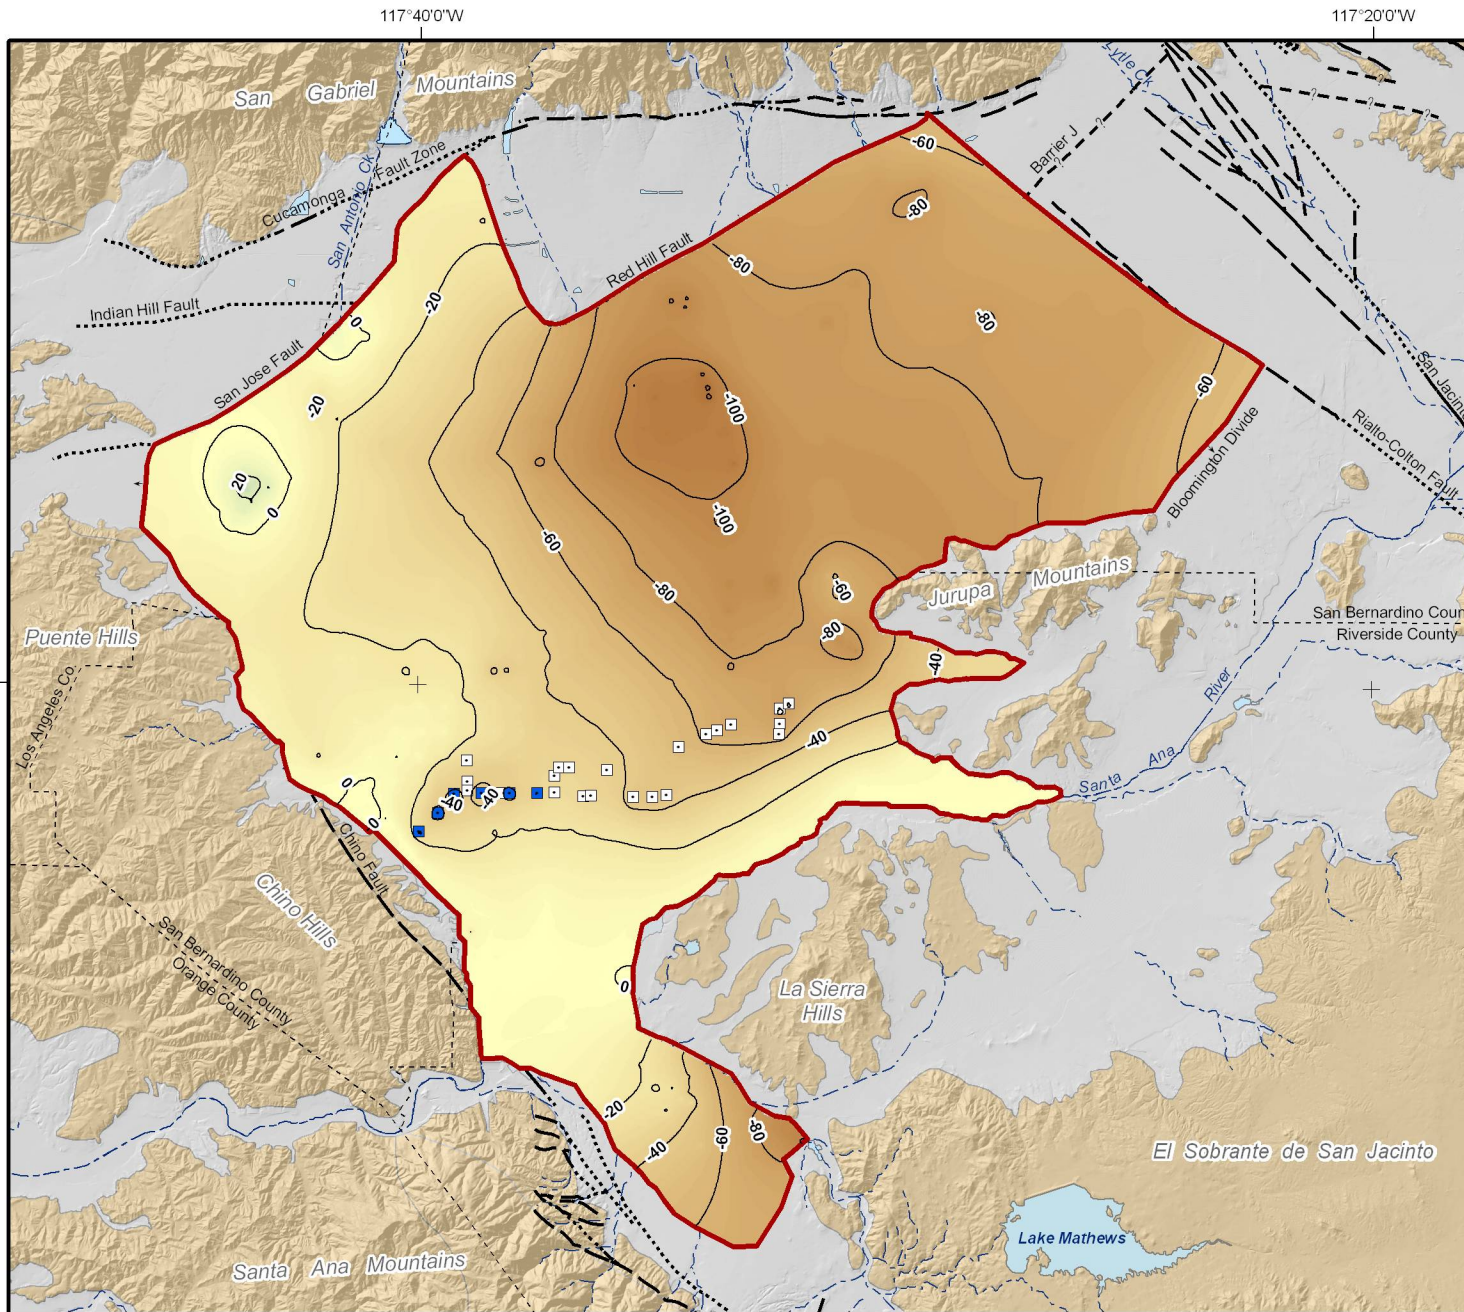 117°40'0"W
117°20'0"W
San Gabriel Mountains
Lytle Ck
Barrier J
?
?
?
?
?
Cucamonga Fault Zone
San Antonio Ck
-60
-80
Red Hill Fault
-80
-20
0
Indian Hill Fault
-80
San Jose Fault
San Jacinto
-60
-20
-100
Bloomington Divide
Rialto-Colton Fault
20
0
-100
-60
-80
-60
Jurupa Mountains
San Bernardino Coun
Riverside County
Puente Hills
-80
-40
Los Angeles Co
River
Santa Ana
-40
0
-40
-40
0
Chino Fault
Chino Hills
San Bernardino County
Orange County
0
La Sierra
Hills
-20
-40
-60
-80
El Sobrante de San Jacinto
Lake Mathews
Santa Ana Mountains